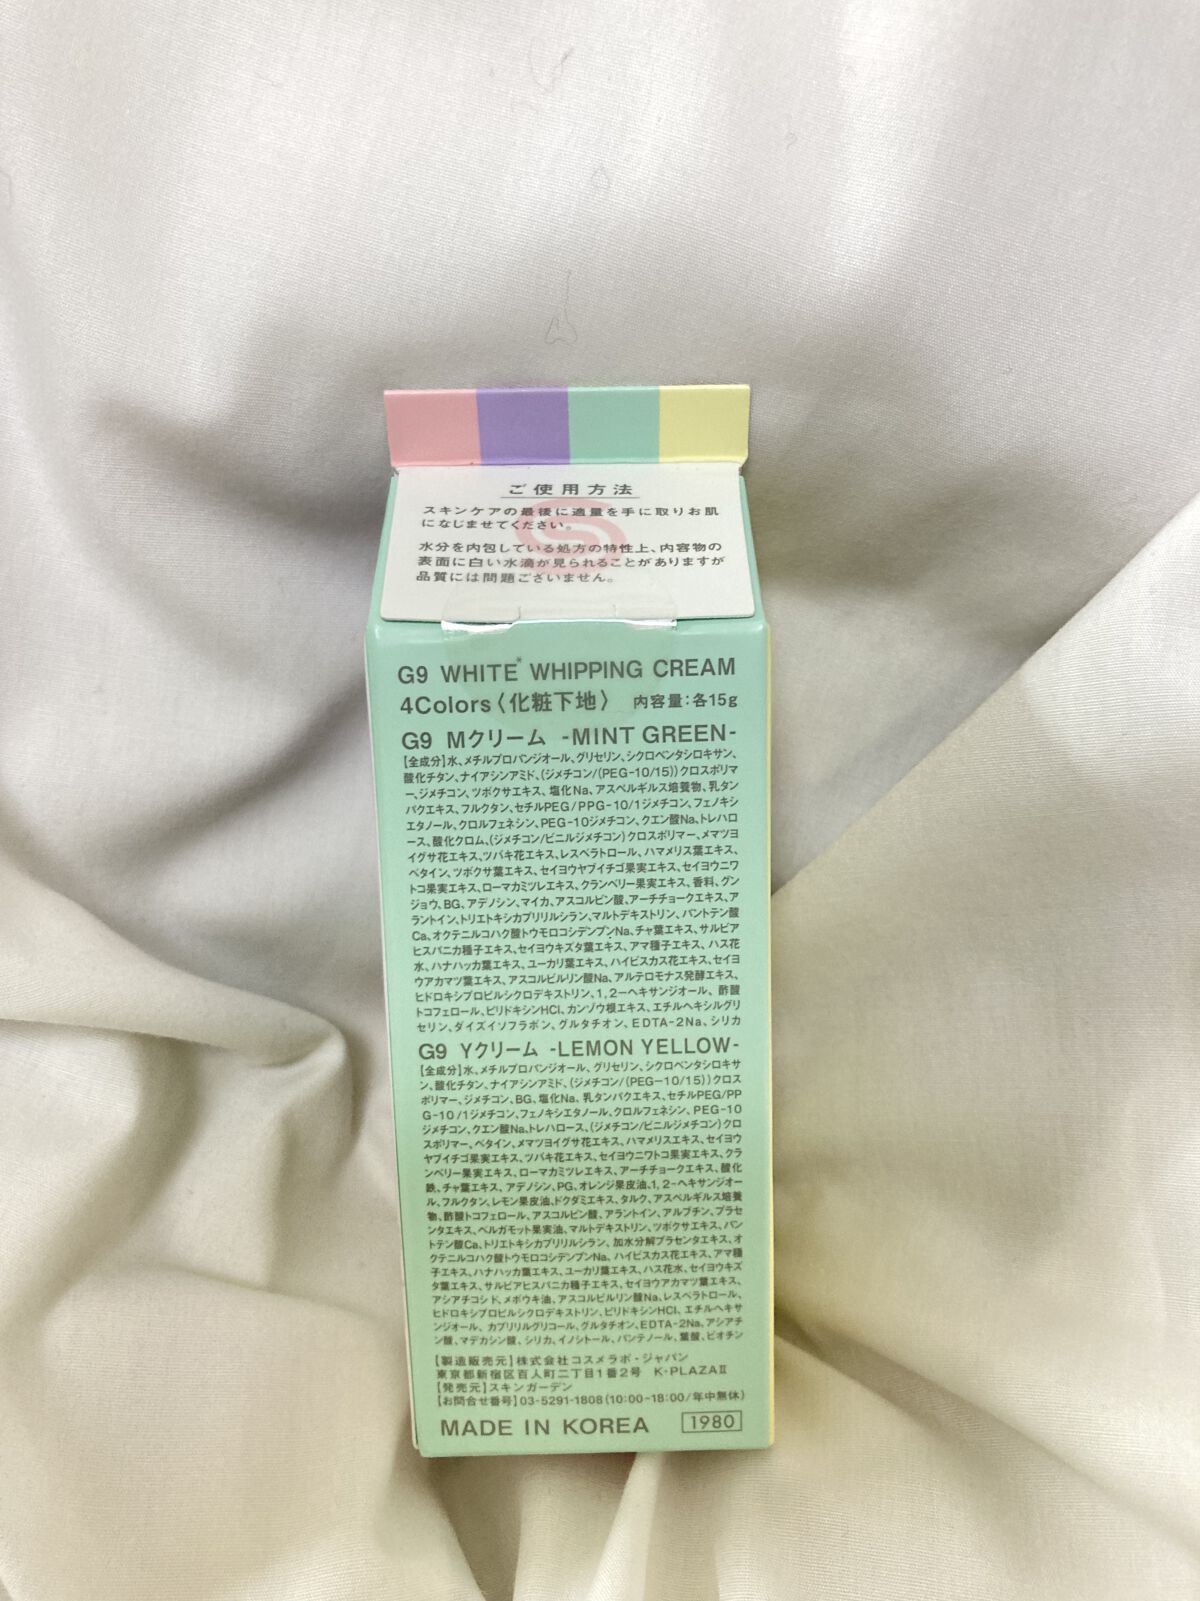 ご使用方法
スキンケアの最後に適量を手に取りお肌
になじませてください。
水分を内包している処方の特性上、内容物の
表面に白い水滴が見られることがありますが
品質には問題ございません。
G9 WHITE* WHIPPING CREAM
4Colors〈化粧下地〉 内容量:各15g
G9 Mクリーム -MINT GREEN-
【全成分】水、メチルプロパンジオール、グリセリン、シクロペンタシロキサン、
酸化チタン、ナイアシンアミド、(ジメチコン/(PEG-10/15))クロスポリマ
ー、ジメチコン、ツボクサエキス、塩化Na、アスペルギルス培養物、乳タン
パクエキス、フルクタン、セチルPEG/PPG-10/1ジメチコン、フェノキシ
エタノール、クロルフェネシン、PEG-10ジメチコン、クエン酸Na、トレハロ
ース、酸化クロム、(ジメチコン/ビニルジメチコン)クロスポリマー、メマツヨ
イグサ花エキス、ツバキ花エキス、レスベラトロール、ハマメリス葉エキス、
ベタイン、ツボクサ葉エキス、セイヨウヤブイチゴ果実エキス、セイヨウニワ
トコ果実エキス、ローマカミツレエキス、クランベリー果実エキス、香料、グン
ジョウ、BG、アデノシン、マイカ、アスコルビン酸、アーチチョークエキス、ア
ラントイン、トリエトキシカプリリルシラン、マルトデキストリン、パントテン酸
Ca、オクテニルコハク酸トウモロコシデンプンNa、チャ葉エキス、サルビア
ヒスパニカ種子エキス、セイヨウキズタ葉エキス、アマ種子エキス、ハス花
水、ハナハッカ葉エキス、ユーカリ葉エキス、ハイビスカス花エキス、セイヨ
ウアカマツ葉エキス、アスコルビルリン酸Na、アルテロモナス発酵エキス、
ヒドロキシプロピルシクロデキストリン、1,2-ヘキサンジオール、酢酸
トコフェロール、ピリドキシンHCl、カンゾウ根エキス、エチルヘキシルグリ
セリン、ダイズイソフラボン、グルタチオン、EDTA-2Na、シリカ
G9 Yクリーム -LEMON YELLOW-
【全成分】水、メチルプロパンジオール、グリセリン、シクロペンタシロキサ
ン、酸化チタン、ナイアシンアミド、(ジメチコン/(PEG-10/15))クロス
ポリマー、ジメチコン、BG、塩化Na、乳タンパクエキス、セチルPEG/PP
G-10/1ジメチコン、フェノキシエタノール、クロルフェネシン、PEG-10
ジメチコン、クエン酸Na、トレハロース、(ジメチコン/ビニルジメチコン)クロ
スポリマー、ベタイン、メマツヨイグサ花エキス、ハマメリスエキス、セイヨウ
ヤブイチゴ果実エキス、ツバキ花エキス、セイヨウニワトコ果実エキス、クラ
ンベリー果実エキス、ローマカミツレエキス、アーチチョークエキス、酸化
鉄、チャ葉エキス、アデノシン、PG、オレンジ果皮油、1,2-ヘキサンジオー
ル、フルクタン、レモン果皮油、ドクダミエキス、タルク、アスペルギルス培養
物、酢酸トコフェロール、アスコルビン酸、アラントイン、アルブチン、プラセ
ンタエキス、ベルガモット果実油、マルトデキストリン、ツボクサエキス、パン
トテン酸Ca、トリエトキシカプリリルシラン、加水分解プラセンタエキス、オ
クテニルコハク酸トウモロコシデンプンNa、ハイビスカス花エキス、アマ種
子エキス、ハナハッカ葉エキス、ユーカリ葉エキス、ハス花水、セイヨウキズ
タ葉エキス、サルビアヒスパニカ種子エキス、セイヨウアカマツ葉エキス、
アシアチコシド、メボウキ油、アスコルビルリン酸Na、レスベラトロール、
ヒドロキシプロピルシクロデキストリン、ピリドキシンHCl、エチルヘキサ
ンジオール、カプリリルグリコール、グルタチオン、EDTA-2Na、アシアチ
ン酸、マデカシン酸、シリカ、イノシトール、パンテノール、葉酸、ビオチン
【製造販売元】株式会社コスメラボ・ジャパン
東京都新宿区百人町二丁目1番2号 K-PLAZAⅡ
【発売元】スキンガーデン
【お問合せ番号】03-5291-1808(10:00-18:00/年中無休)
MADE IN KOREA 1980